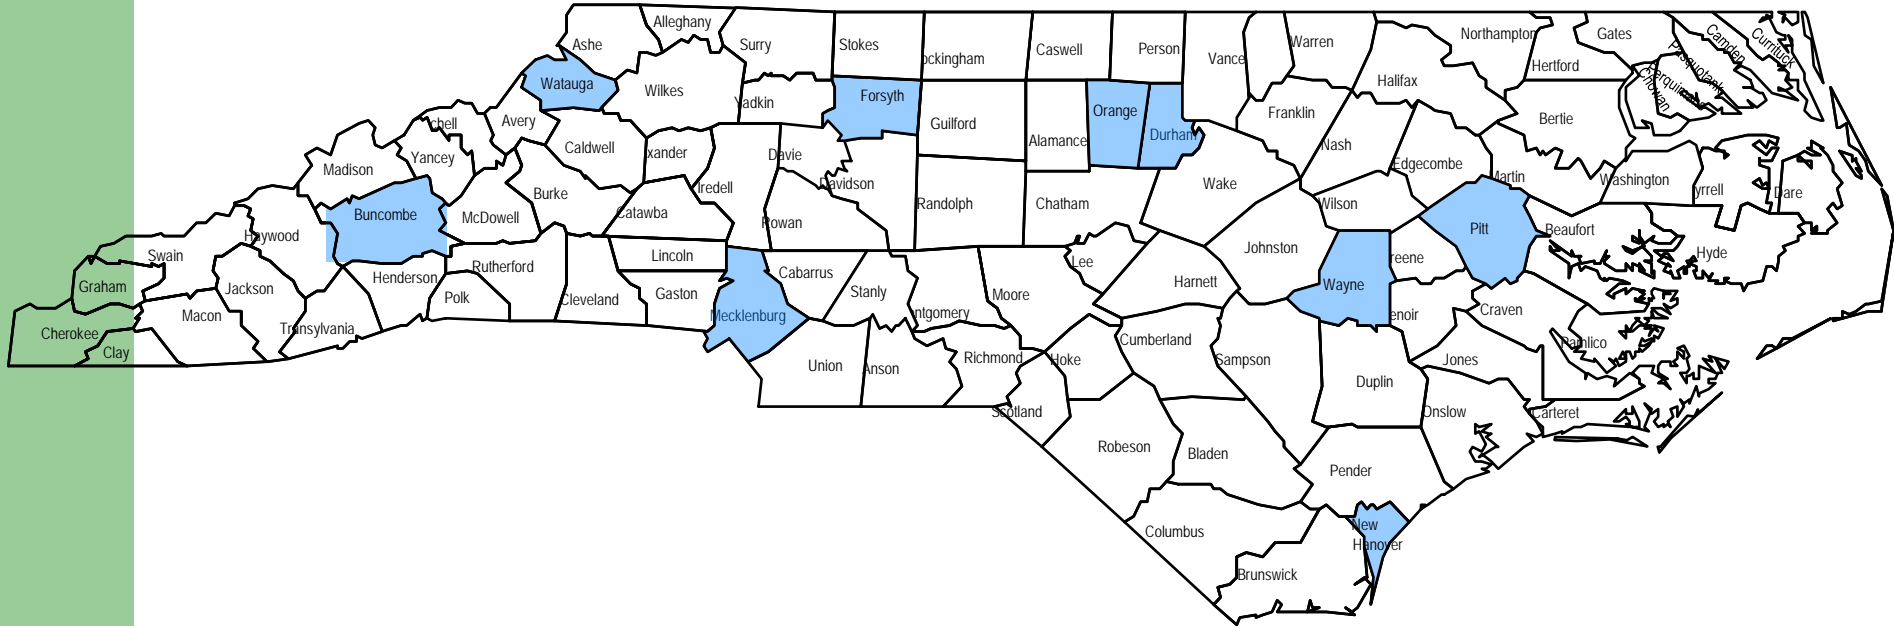 Alleghany
Ashe
Surry
Stokes
ockingham
Caswell
Person
Vance
Warren
Northampton
Gates
Camden
Currituck
Pasquotank
Hertford
Halifax
Watauga
Wilkes
Yadkin
Forsyth
Orange
Franklin
Perquimans
Chowan
Bertie
chell
Avery
Guilford
Alamance
Durham
Nash
Edgecombe
Caldwell
xander
Davie
Yancey
Madison
Iredell
Davidson
Wake
Martin
Washington
yrrell
Dare
Burke
McDowell
Catawba
Rowan
Randolph
Chatham
Wilson
Buncombe
Haywood
Swain
Johnston
Pitt
Beaufort
Hyde
Lincoln
Lee
reene
Rutherford
Henderson
Cabarrus
Graham
Jackson
Polk
Cleveland
Gaston
Stanly
Moore
Harnett
Wayne
Macon
Transylvania
Mecklenburg
ntgomery
enoir
Craven
Cherokee
Clay
Cumberland
Pamlico
Union
Anson
Richmond
Hoke
Sampson
Jones
Duplin
Scotland
Onslow
Carteret
Robeson
Bladen
Pender
Columbus
New
Hanover
Brunswick